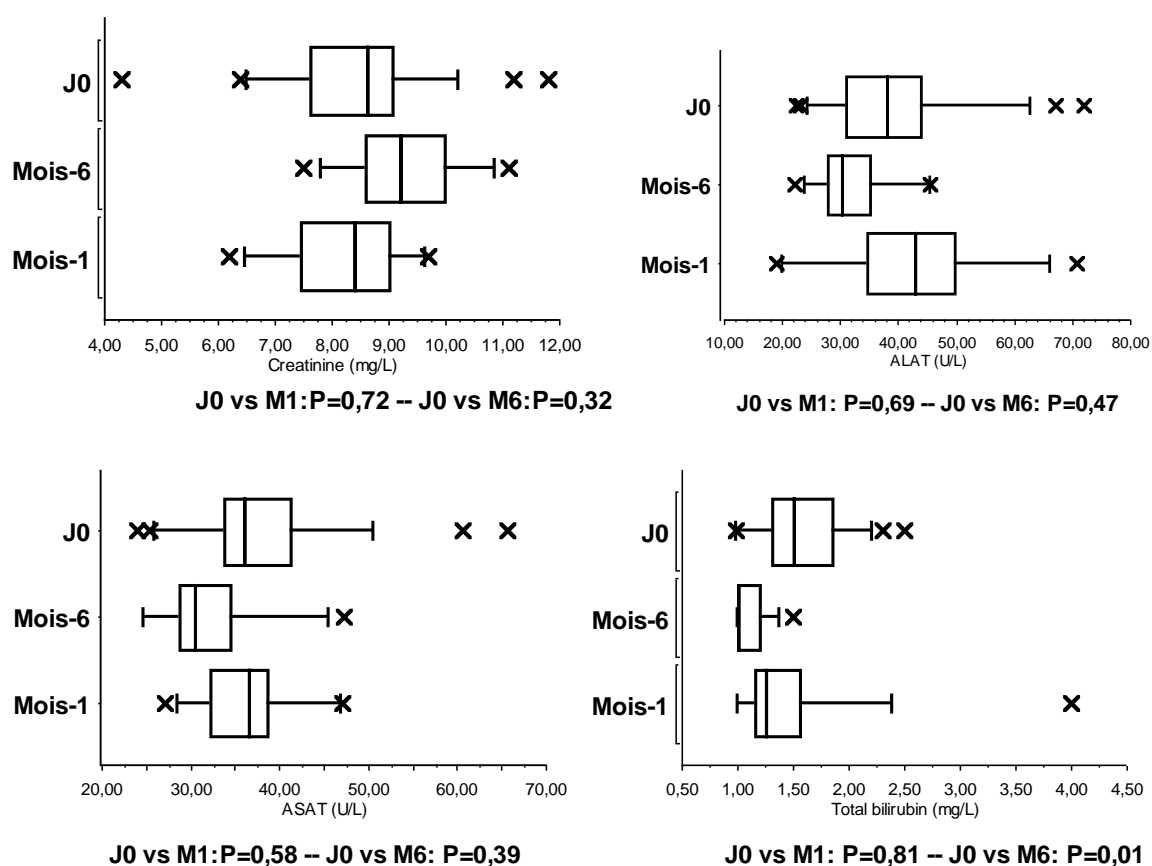 J0
Mois-6
Mois-1
4,00 5,00 6,00 7,00 8,00 9,00 10,00 11,00 12,00
Creatinine (mg/L)
J0 vs M1:P=0,72 -- J0 vs M6:P=0,32
J0
Mois-6
Mois-1
10,00 20,00 30,00 40,00 50,00 60,00 70,00 80,00
ALAT (U/L)
J0 vs M1: P=0,69 -- J0 vs M6: P=0,47
J0
Mois-6
Mois-1
20,00 30,00 40,00 50,00 60,00 70,00
ASAT (U/L)
J0 vs M1:P=0,58 -- J0 vs M6: P=0,39
J0
Mois-6
Mois-1
0,50 1,00 1,50 2,00 2,50 3,00 3,50 4,00 4,50
Total bilirubin (mg/L)
J0 vs M1: P=0,81 -- J0 vs M6: P=0,01